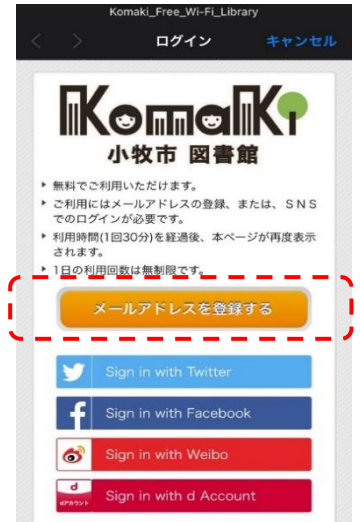 Komaki_Free_Wi-Fi_Library
ログイン キャンセル
KomaKi
小牧市 図書館
無料でご利用いただけます。
ご利用にはメールアドレスの登録、または、ＳＮＳ
でのログインが必要です。
利用時間(1回30分)を経過後、本ページが再度表示
されます。
1日の利用回数は無制限です。
メールアドレスを登録する
Sign in with Twitter
Sign in with Facebook
Sign in with Weibo
d
dアカウント
Sign in with d Account